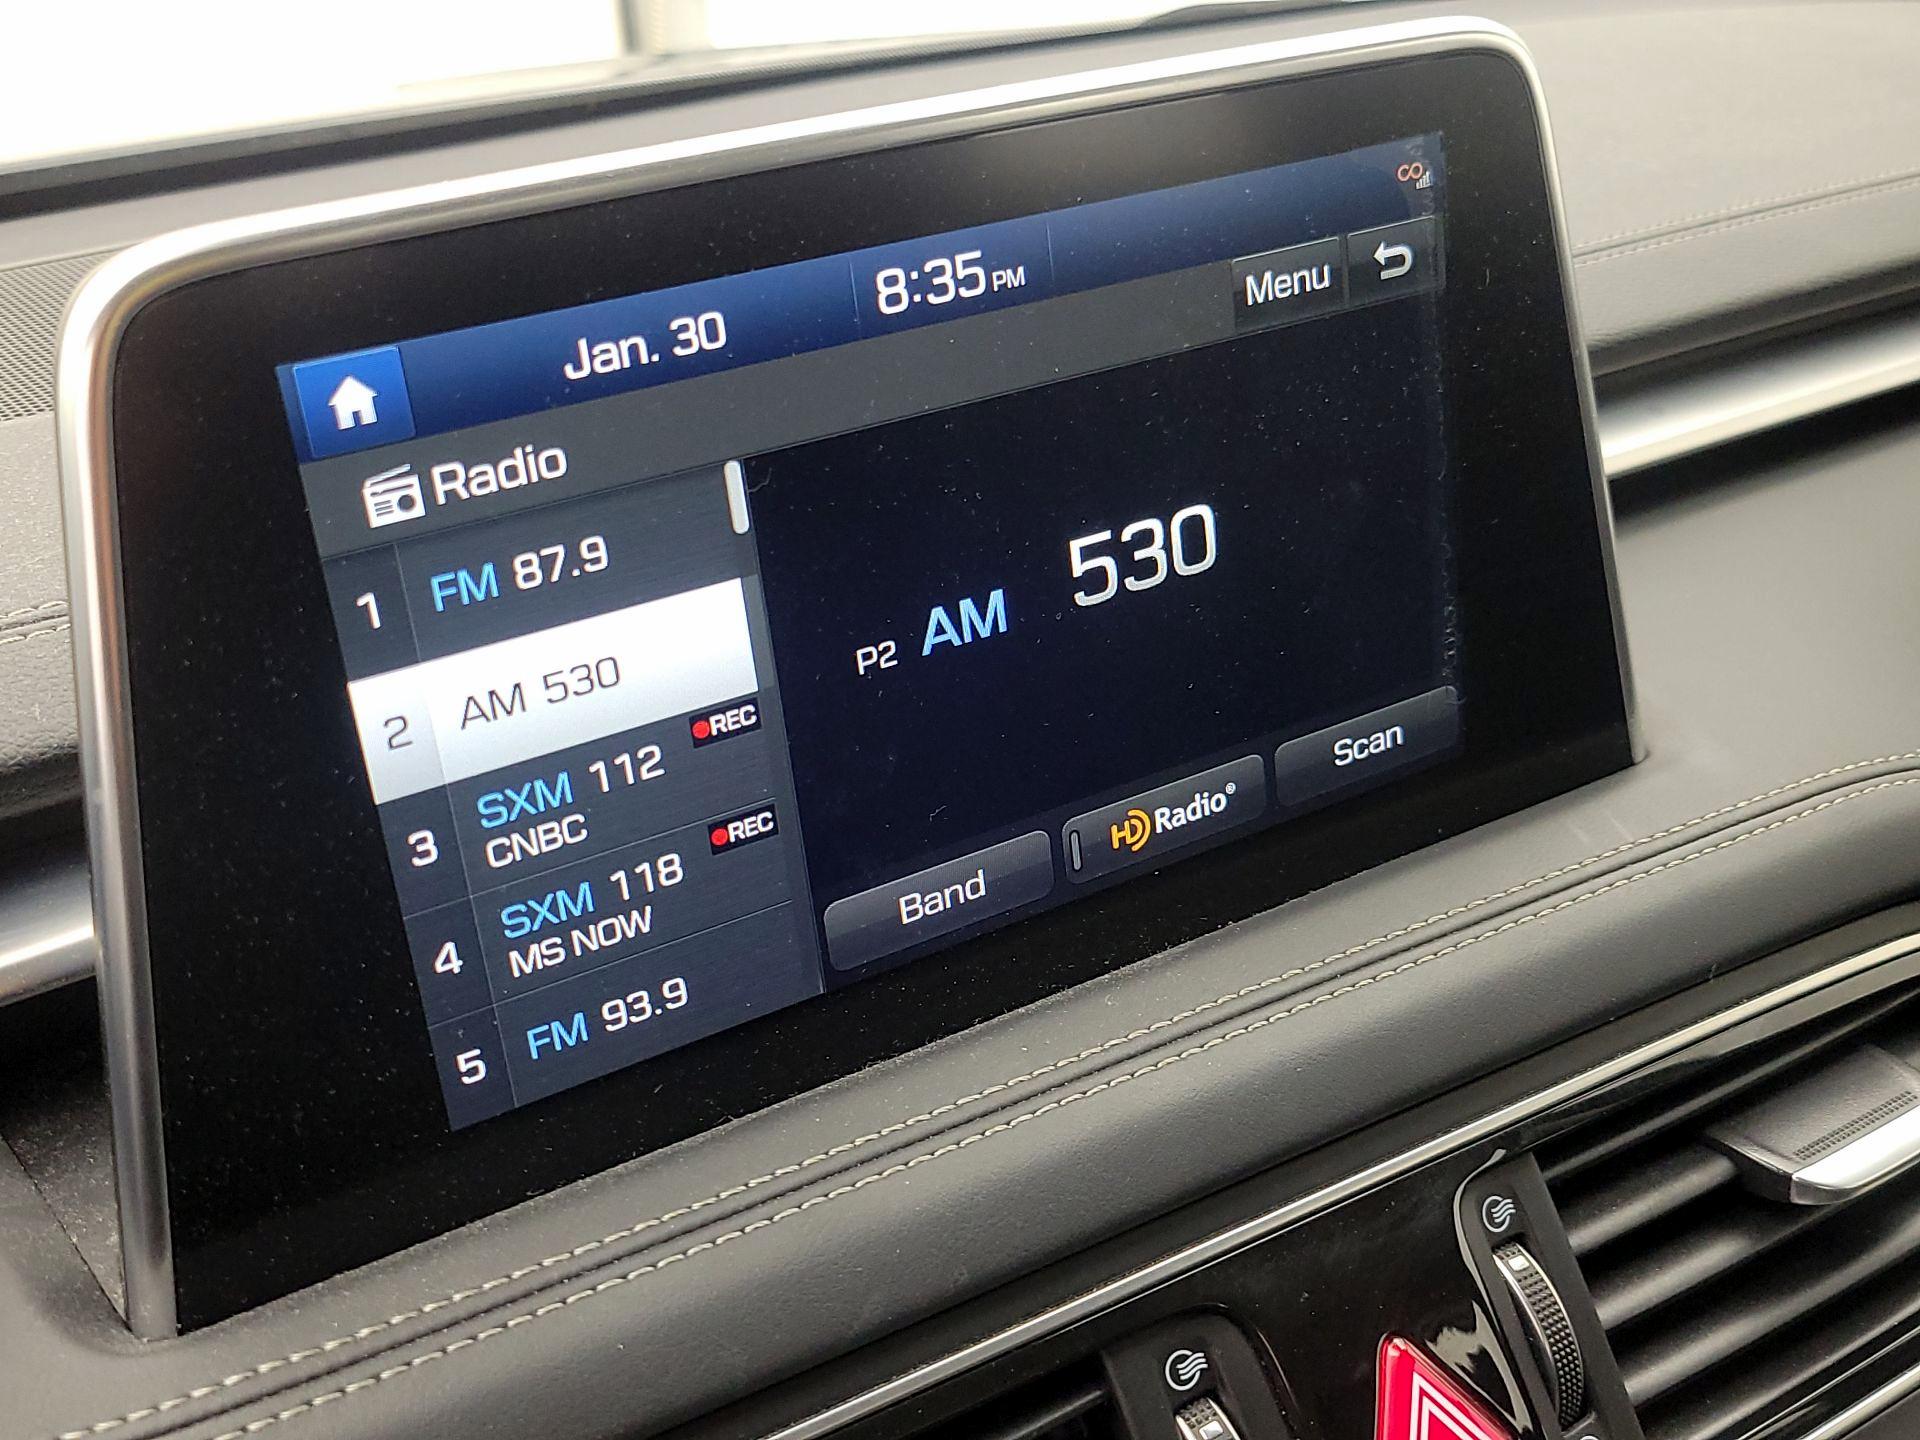 Jan. 30
8:35 PM
Menu
Radio
1 FM 87.9
2 AM 530
3 SXM 112 REC
CNBC
4 SXM 118 REC
MS NOW
5 FM 93.9
P2 AM 530
Band
HD Radio®
Scan